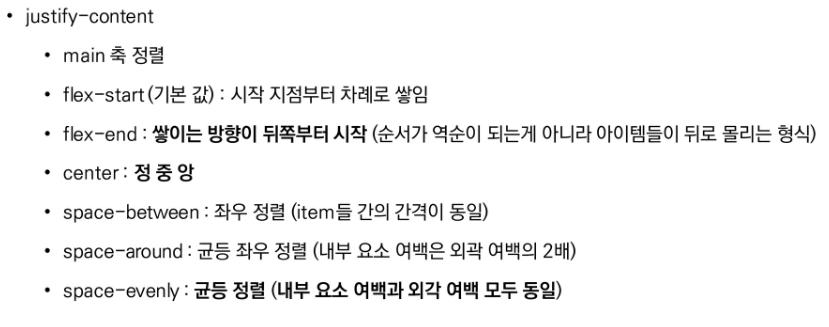 • justify-content
• main 축 정렬
• flex-start(기본 값) : 시작 지점부터 차례로 쌓임
• flex-end : 쌓이는 방향이 뒤쪽부터 시작 (순서가 역순이 되는게 아니라 아이템들이 뒤로 몰리는 형식)
• center : 정 중 앙
• space-between : 좌우 정렬 (item들 간의 간격이 동일)
• space-around : 균등 좌우 정렬 (내부 요소 여백은 외곽 여백의 2배)
• space-evenly : 균등 정렬 (내부 요소 여백과 외각 여백 모두 동일)